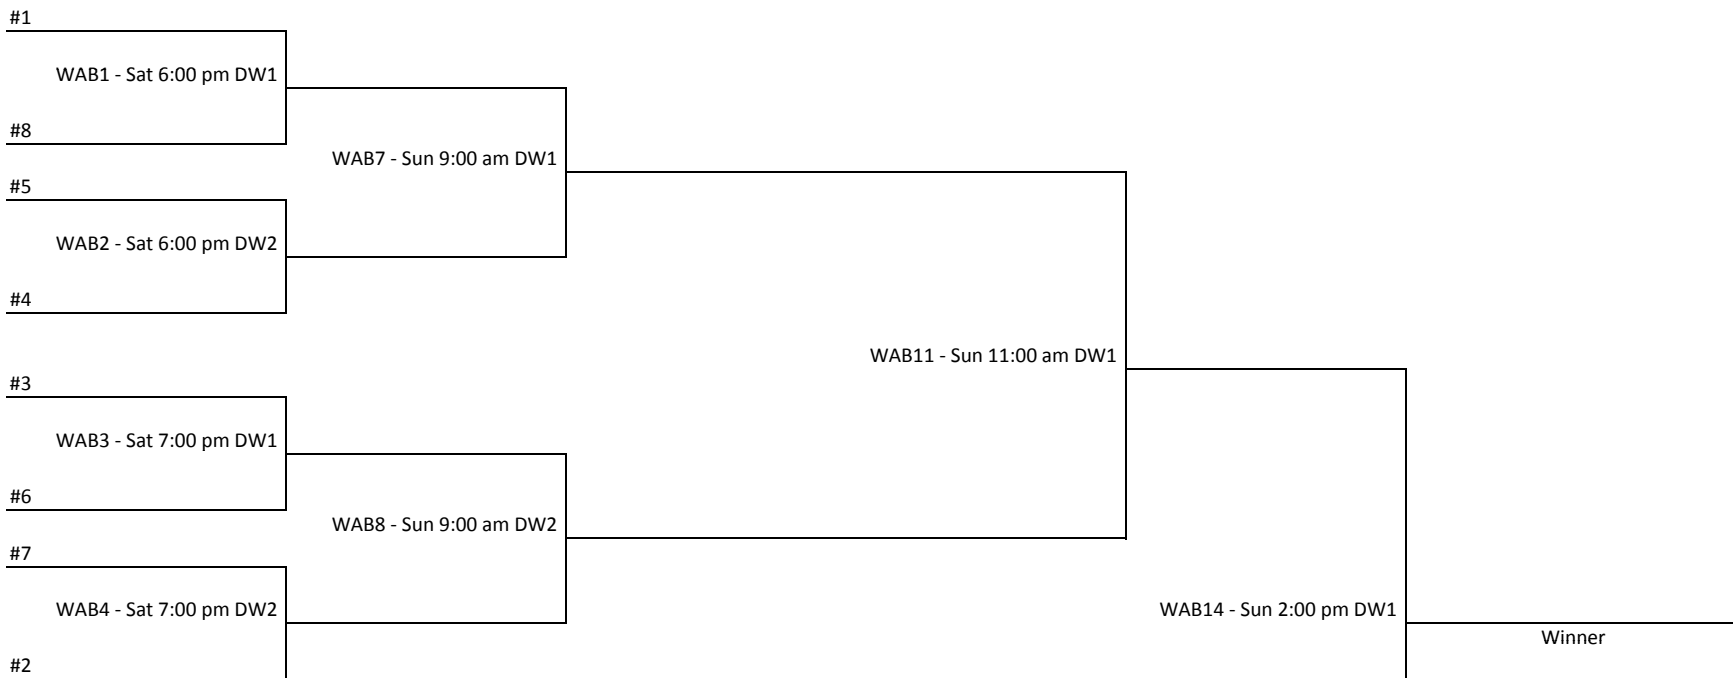 #1
WAB1 - Sat 6:00 pm DW1
#8
WAB7 - Sun 9:00 am DW1
#5
WAB2 - Sat 6:00 pm DW2
#4
WAB11 - Sun 11:00 am DW1
#3
WAB3 - Sat 7:00 pm DW1
#6
WAB8 - Sun 9:00 am DW2
#7
WAB4 - Sat 7:00 pm DW2
WAB14 - Sun 2:00 pm DW1
Winner
#2